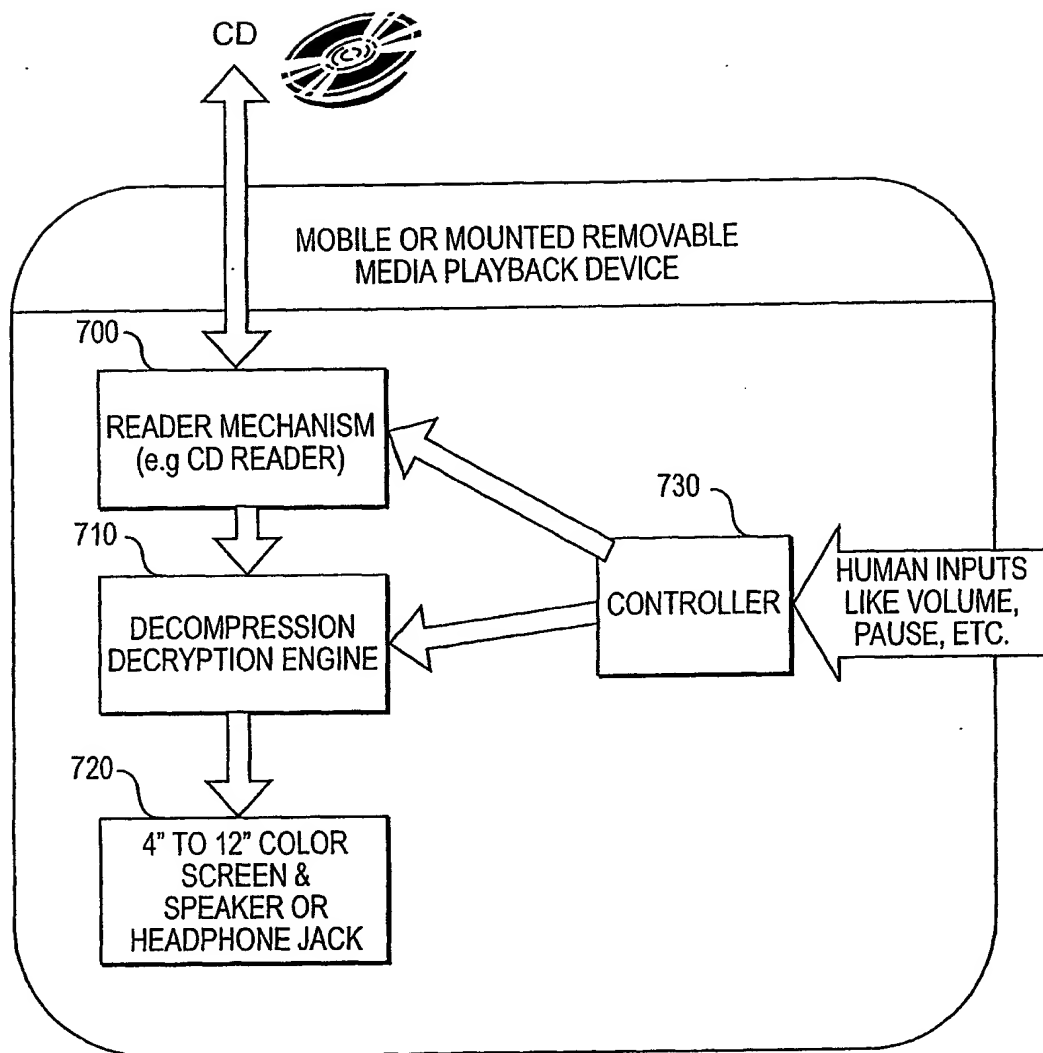 CD
MOBILE OR MOUNTED REMOVABLE
MEDIA PLAYBACK DEVICE
700
READER MECHANISM
(e.g CD READER)
730
710
CONTROLLER
HUMAN INPUTS
LIKE VOLUME,
PAUSE, ETC.
DECOMPRESSION
DECRYPTION ENGINE
720
4" TO 12" COLOR
SCREEN &
SPEAKER OR
HEADPHONE JACK